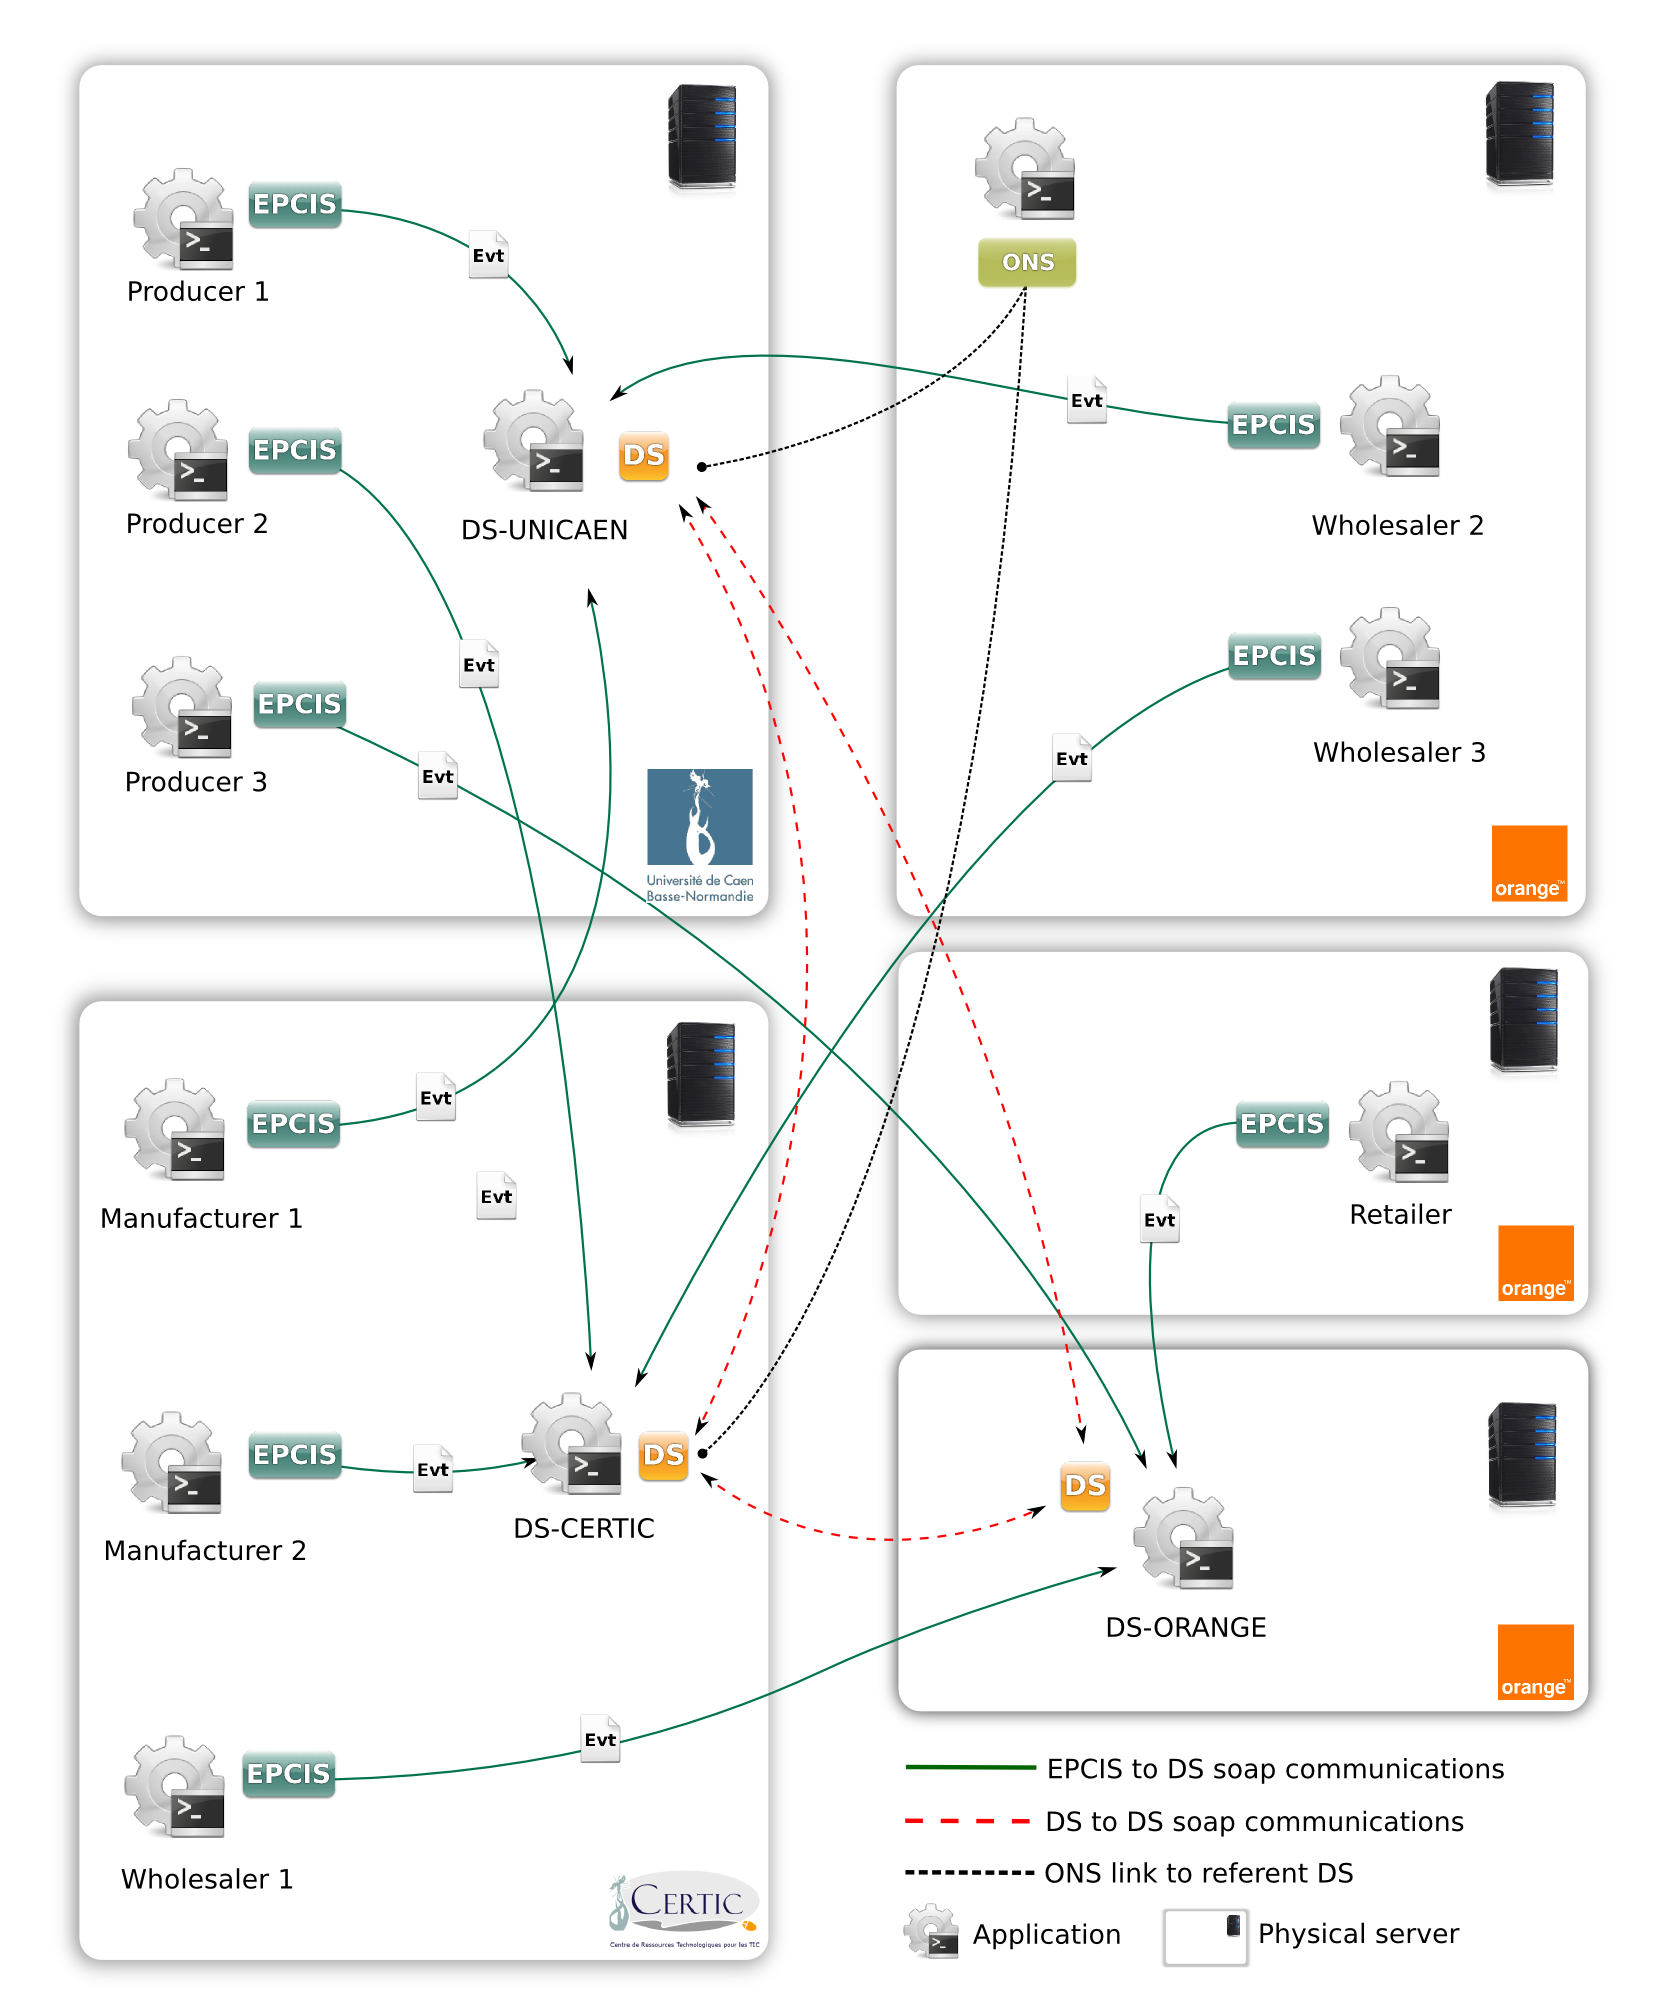 EPCIS
Evt
Producer 1
EPCIS
Producer 2
DS
DS-UNICAEN
Evt
EPCIS
Evt
Producer 3
Université de Caen
Basse-Normandie
ONS
Evt
EPCIS
Wholesaler 2
EPCIS
Evt
Wholesaler 3
orange™
EPCIS
Evt
Manufacturer 1
Evt
EPCIS
Evt
Manufacturer 2
DS
DS-CERTIC
EPCIS
Evt
Wholesaler 1
CERTIC
Centre de Ressources Technologiques pour les TIC
EPCIS
Evt
Retailer
orange™
DS
DS-ORANGE
orange™
EPCIS to DS soap communications
DS to DS soap communications
ONS link to referent DS
Application
Physical server